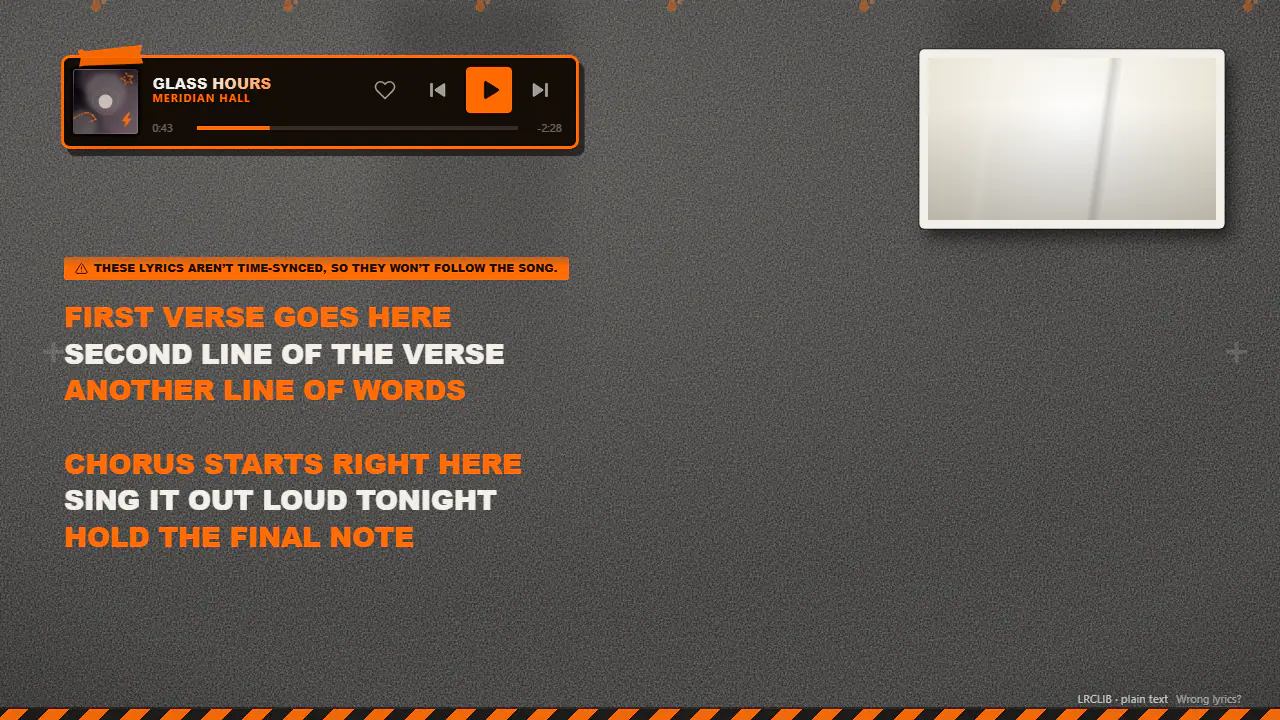 GLASS HOURS
MERIDIAN HALL
0:43
-2:28
THESE LYRICS AREN'T TIME-SYNCED, SO THEY WON'T FOLLOW THE SONG.
FIRST VERSE GOES HERE
SECOND LINE OF THE VERSE
ANOTHER LINE OF WORDS
CHORUS STARTS RIGHT HERE
SING IT OUT LOUD TONIGHT
HOLD THE FINAL NOTE
LRCLIB · plain text Wrong lyrics?